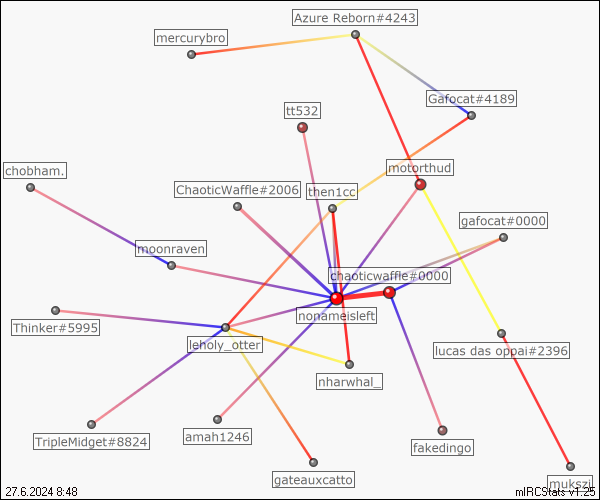 Azure Reborn#4243
mercurybro
Gafocat#4189
tt532
motorthud
chobham.
ChaoticWaffle#2006
then1cc
gafocat#0000
moonraven
chaoticwaffle#0000
nonameisleft
Thinker#5995
leholy_otter
lucas das oppai#2396
nharwhal_
TripleMidget#8824
amah1246
fakedingo
gateauxcatto
mukszi
27.6.2024 8:48
mIRCStats v1.25